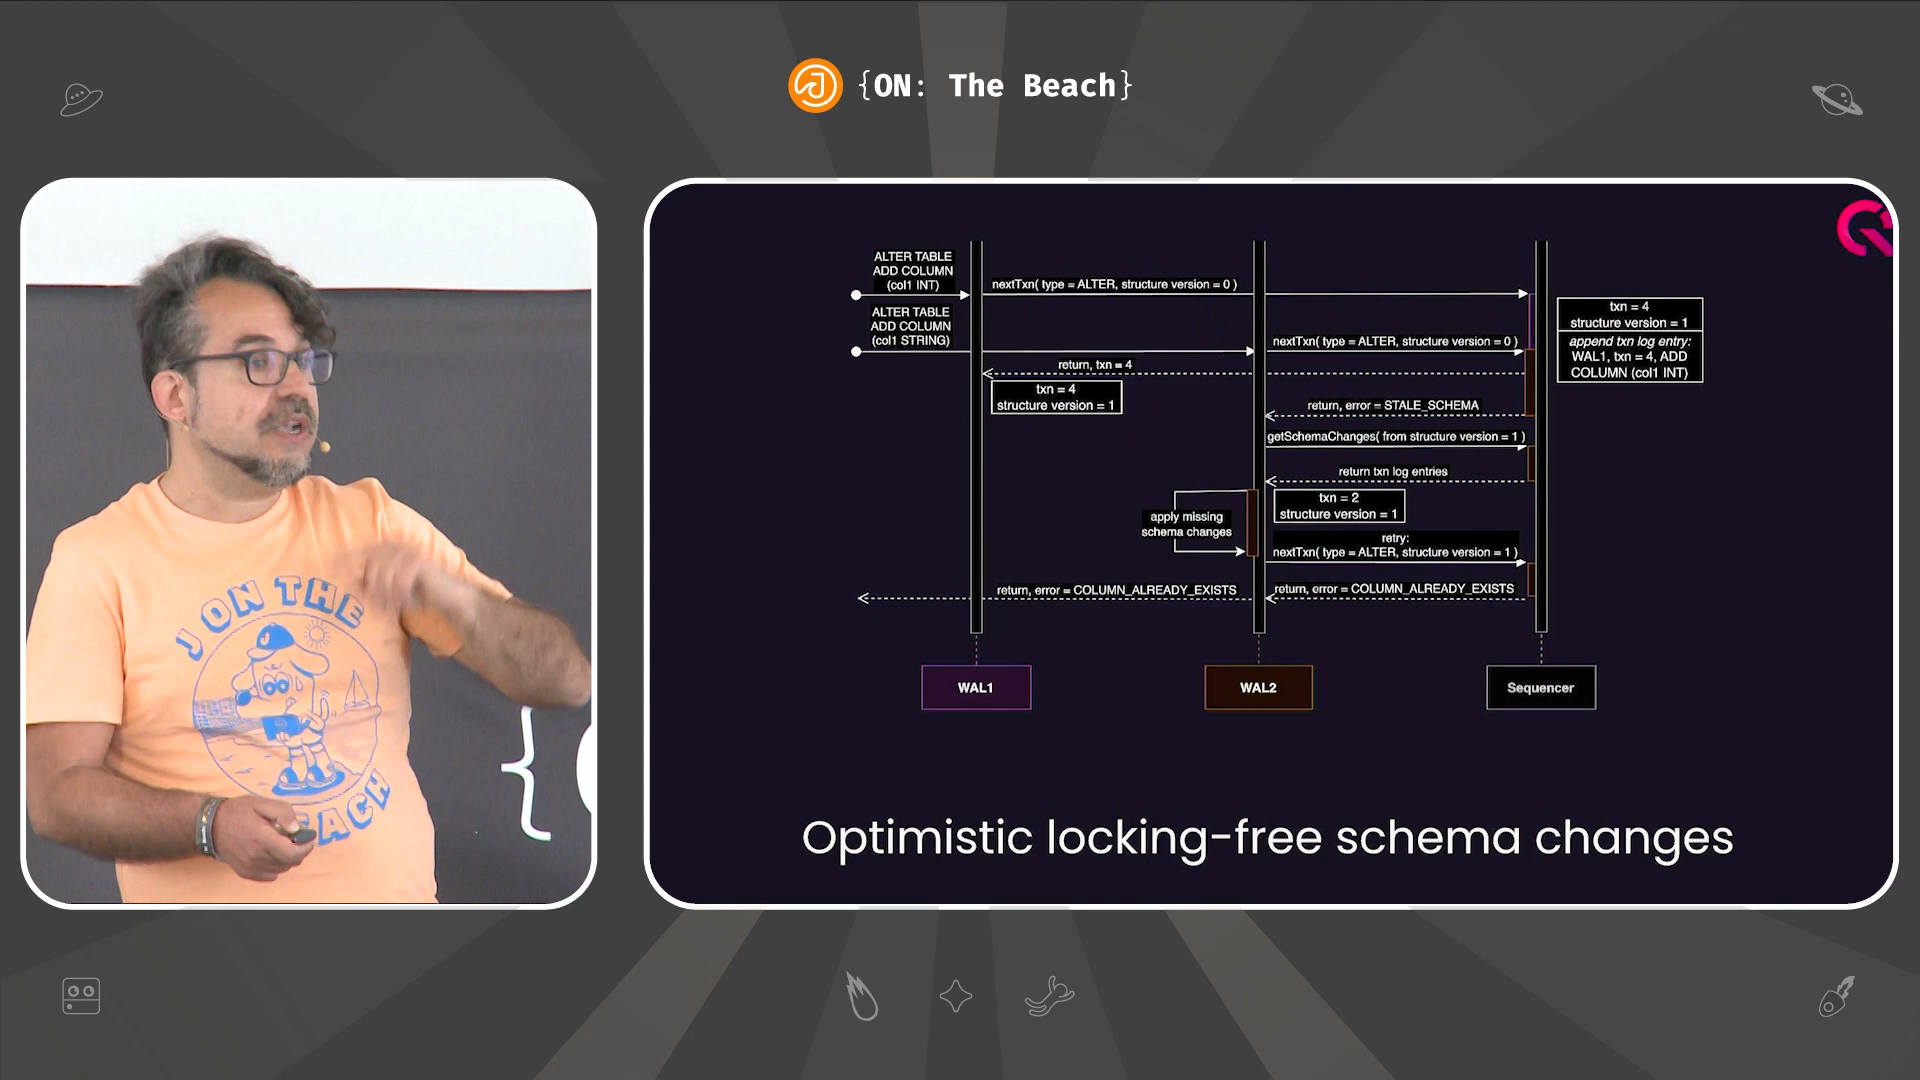 {ON: The Beach}
J ON THE
EACH
{
ALTER TABLE
ADD COLUMN
(col1 INT)
nextTxn( type = ALTER, structure version = 0 )
ALTER TABLE
ADD COLUMN
(col1 STRING)
nextTxn( type = ALTER, structure version = 0 )
txn = 4
structure version = 1
append txn log entry:
WAL1, txn = 4, ADD
COLUMN (col1 INT)
return, txn = 4
txn = 4
structure version = 1
return, error = STALE_SCHEMA
getSchemaChanges( from structure version = 1 )
return txn log entries
txn = 2
structure version = 1
apply missing
schema changes
retry:
nextTxn( type = ALTER, structure version = 1 )
return, error = COLUMN_ALREADY_EXISTS
return, error = COLUMN_ALREADY_EXISTS
WAL1
WAL2
Sequencer
Optimistic locking-free schema changes